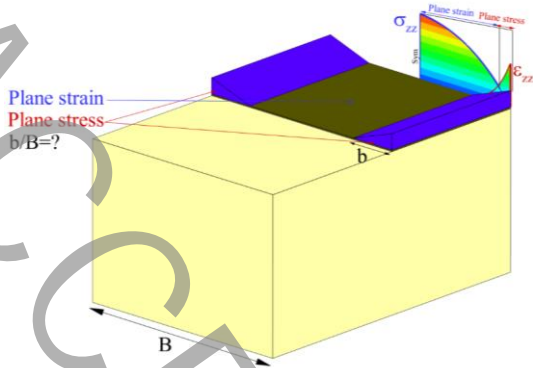 Plane strain Plane stress
σzz
Sym
εzz
Plane strain
Plane stress
b/B=?
b
B